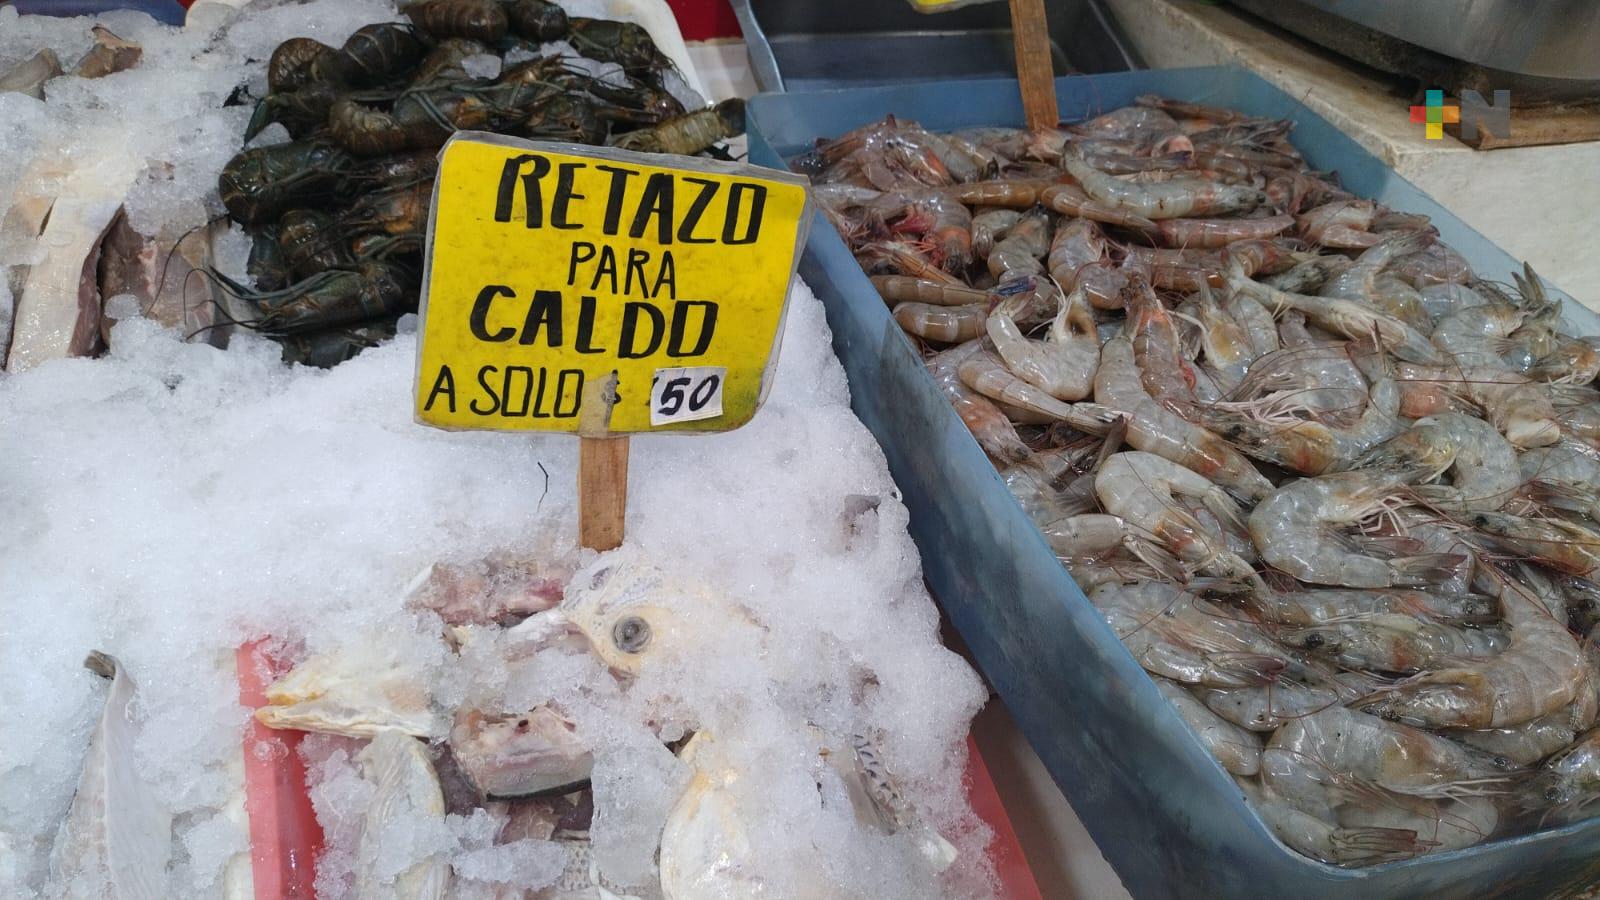 RETAZO
PARA
CALDO
A SOLO $ 50
+N